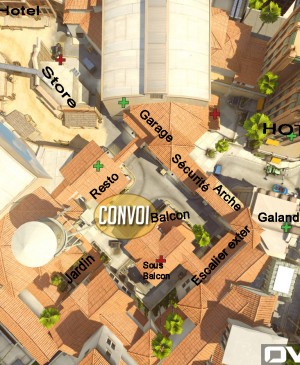 Hotel
Store
Garage
HOT
Sécurité Arche
Resto
CONVOI
Balcon
Galand
Jardin
Sous
Balcon
Escalier exter
OV